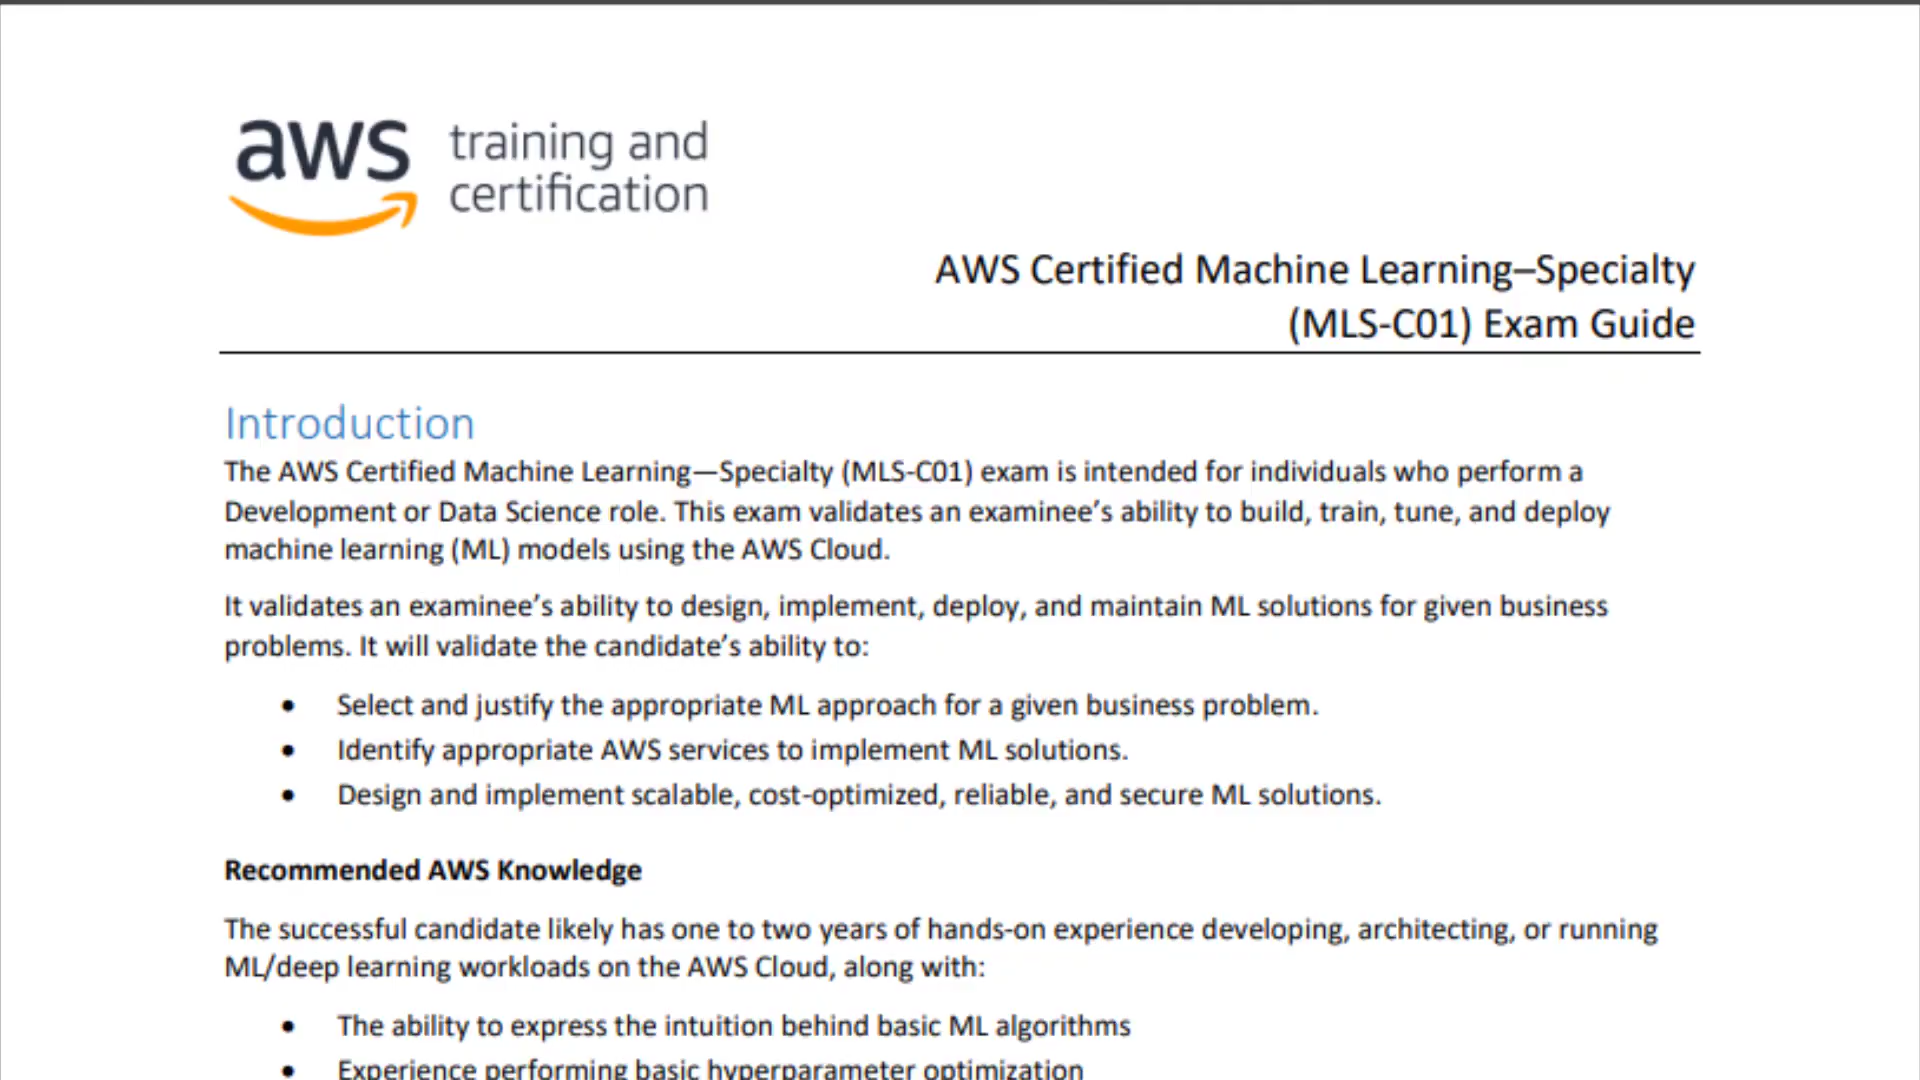 aws training and
certification
AWS Certified Machine Learning–Specialty
(MLS-C01) Exam Guide
Introduction
The AWS Certified Machine Learning—Specialty (MLS-C01) exam is intended for individuals who perform a
Development or Data Science role. This exam validates an examinee’s ability to build, train, tune, and deploy
machine learning (ML) models using the AWS Cloud.
It validates an examinee’s ability to design, implement, deploy, and maintain ML solutions for given business
problems. It will validate the candidate’s ability to:
• Select and justify the appropriate ML approach for a given business problem.
• Identify appropriate AWS services to implement ML solutions.
• Design and implement scalable, cost-optimized, reliable, and secure ML solutions.
Recommended AWS Knowledge
The successful candidate likely has one to two years of hands-on experience developing, architecting, or running
ML/deep learning workloads on the AWS Cloud, along with:
• The ability to express the intuition behind basic ML algorithms
• Experience performing basic hyperparameter optimization